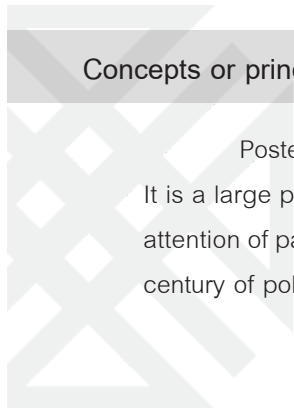 Concepts or princ
Poste
It is a large p
attention of pa
century of pol